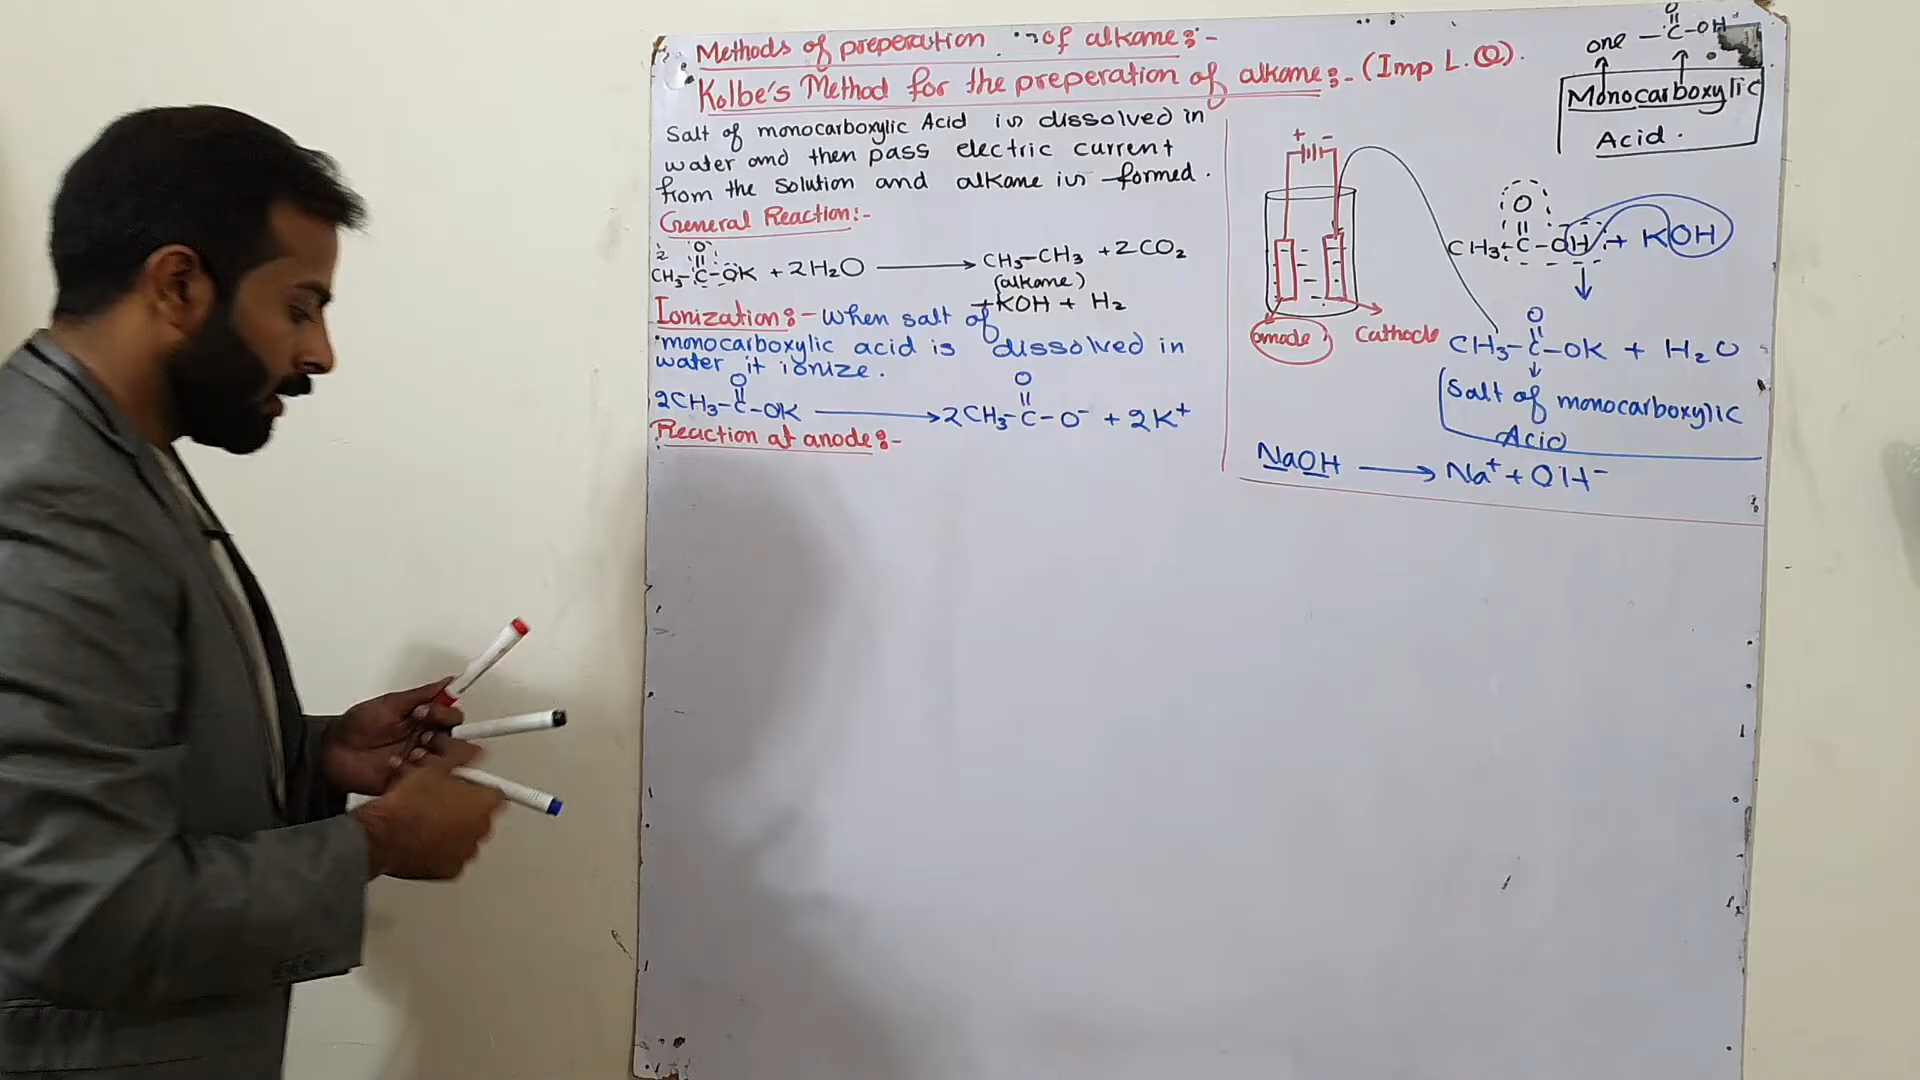 Methods of preperation of alkane:-
Kolbe's Method for the preperation of alkane:- (Imp L.Q).
Salt of monocarboxylic Acid is dissolved in
water and then pass electric current
from the solution and alkane is formed.
General Reaction:-
O
2
CH3-C-OK + 2H2O ⟶ CH3-CH3 + 2CO2
(alkane)
+KOH + H2
Ionization:- when salt of
monocarboxylic acid is dissolved in
water it ionize.
O O
2CH3-C-OK ⟶ 2CH3-C-O⁻ + 2K⁺
Reaction at anode:-
O
one -C-OH
Monocarboxylic
Acid.
+ -
O
CH3-C-OH + KOH
anode Cathode
O
CH3-C-OK + H2O
Salt of monocarboxylic
Acid
NaOH ⟶ Na⁺ + OH⁻